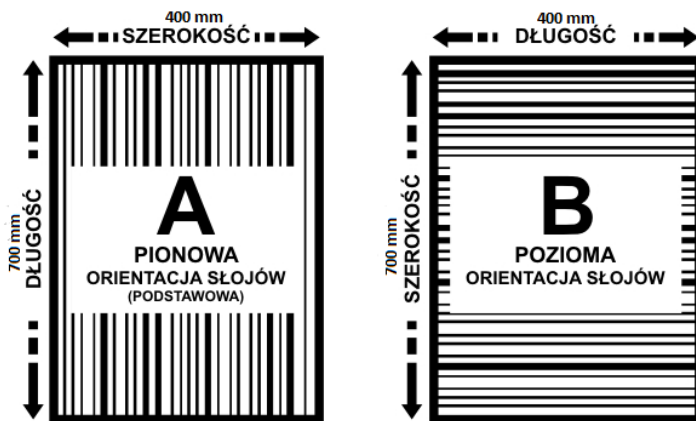 400 mm
SZEROKOŚĆ
700 mm
DŁUGOŚĆ
A
PIONOWA
ORIENTACJA SŁOJÓW
(PODSTAWOWA)
400 mm
DŁUGOŚĆ
700 mm
SZEROKOŚĆ
B
POZIOMA
ORIENTACJA SŁOJÓW